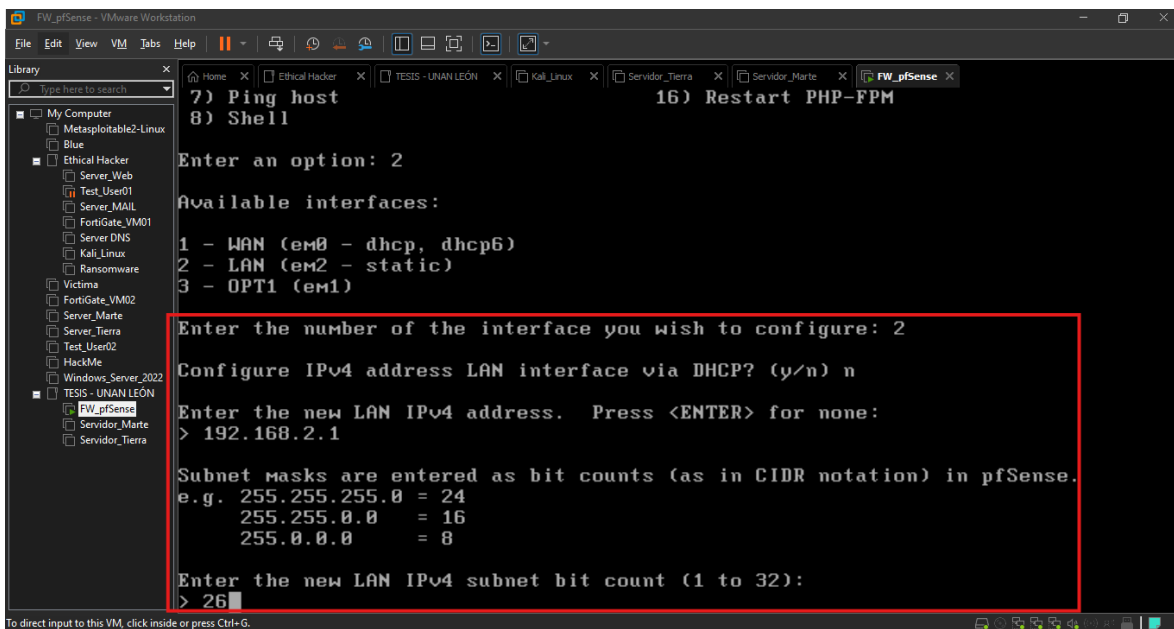 FW_pfSense - VMware Workstation
File Edit View VM Tabs Help
Library
Type here to search
My Computer
Metasploitable2-Linux
Blue
Ethical Hacker
Server_Web
Test_User01
Server_MAIL
FortiGate_VM01
Server DNS
Kali_Linux
Ransomware
Victima
FortiGate_VM02
Server_Marte
Server_Tierra
Test_User02
HackMe
Windows_Server_2022
TESIS - UNAN LEÓN
FW_pfSense
Servidor_Marte
Servidor_Tierra
Home Ethical Hacker TESIS - UNAN LEÓN Kali_Linux Servidor_Tierra Servidor_Marte FW_pfSense
7) Ping host 16) Restart PHP-FPM
8) Shell
Enter an option: 2
Available interfaces:
1 - WAN (em0 - dhcp, dhcp6)
2 - LAN (em2 - static)
3 - OPT1 (em1)
Enter the number of the interface you wish to configure: 2
Configure IPv4 address LAN interface via DHCP? (y/n) n
Enter the new LAN IPv4 address.  Press <ENTER> for none:
> 192.168.2.1
Subnet masks are entered as bit counts (as in CIDR notation) in pfSense.
e.g. 255.255.255.0 = 24
255.255.0.0 = 16
255.0.0.0 = 8
Enter the new LAN IPv4 subnet bit count (1 to 32):
> 26
To direct input to this VM, click inside or press Ctrl+G.